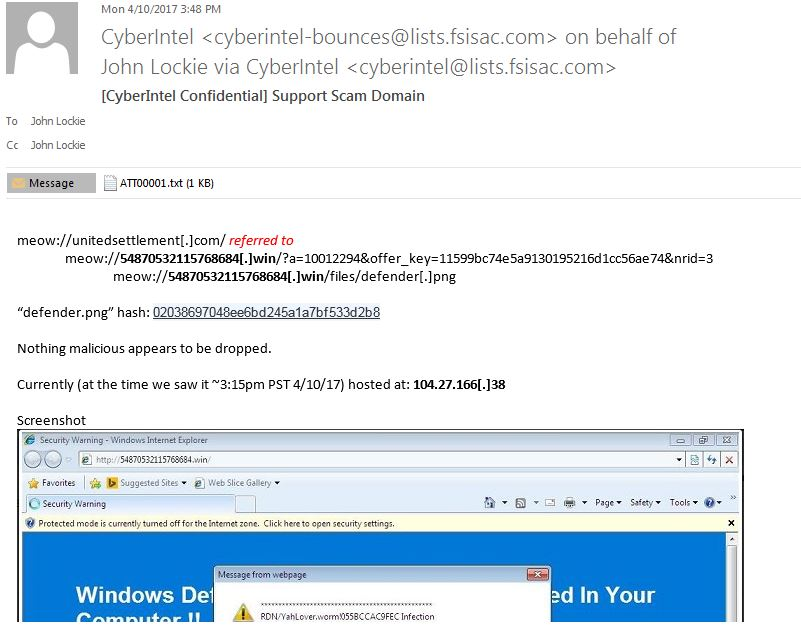 Mon 4/10/2017 3:48 PM
CyberIntel <cyberintel-bounces@lists.fsisac.com> on behalf of
John Lockie via CyberIntel <cyberintel@lists.fsisac.com>
[CyberIntel Confidential] Support Scam Domain
To John Lockie
Cc John Lockie
Message ATT00001.txt (1 KB)
meow://unitedsettlement[.]com/ referred to
meow://54870532115768684[.]win/?a=10012294&offer_key=11599bc74e5a9130195216d1cc56ae74&nrid=3
meow://54870532115768684[.]win/files/defender[.]png
“defender.png” hash: 02038697048ee6bd245a1a7bf533d2b8
Nothing malicious appears to be dropped.
Currently (at the time we saw it ~3:15pm PST 4/10/17) hosted at: 104.27.166[.]38
Screenshot
Security Warning - Windows Internet Explorer
http://54870532115768684.win/
Favorites Suggested Sites Web Slice Gallery
Security Warning Page Safety Tools
Protected mode is currently turned off for the Internet zone. Click here to open security settings.
Message from webpage
Windows Def ed In Your
Computer !!
**************************************************
RDN/YahLover.worm!055BCCAC9FEC Infection